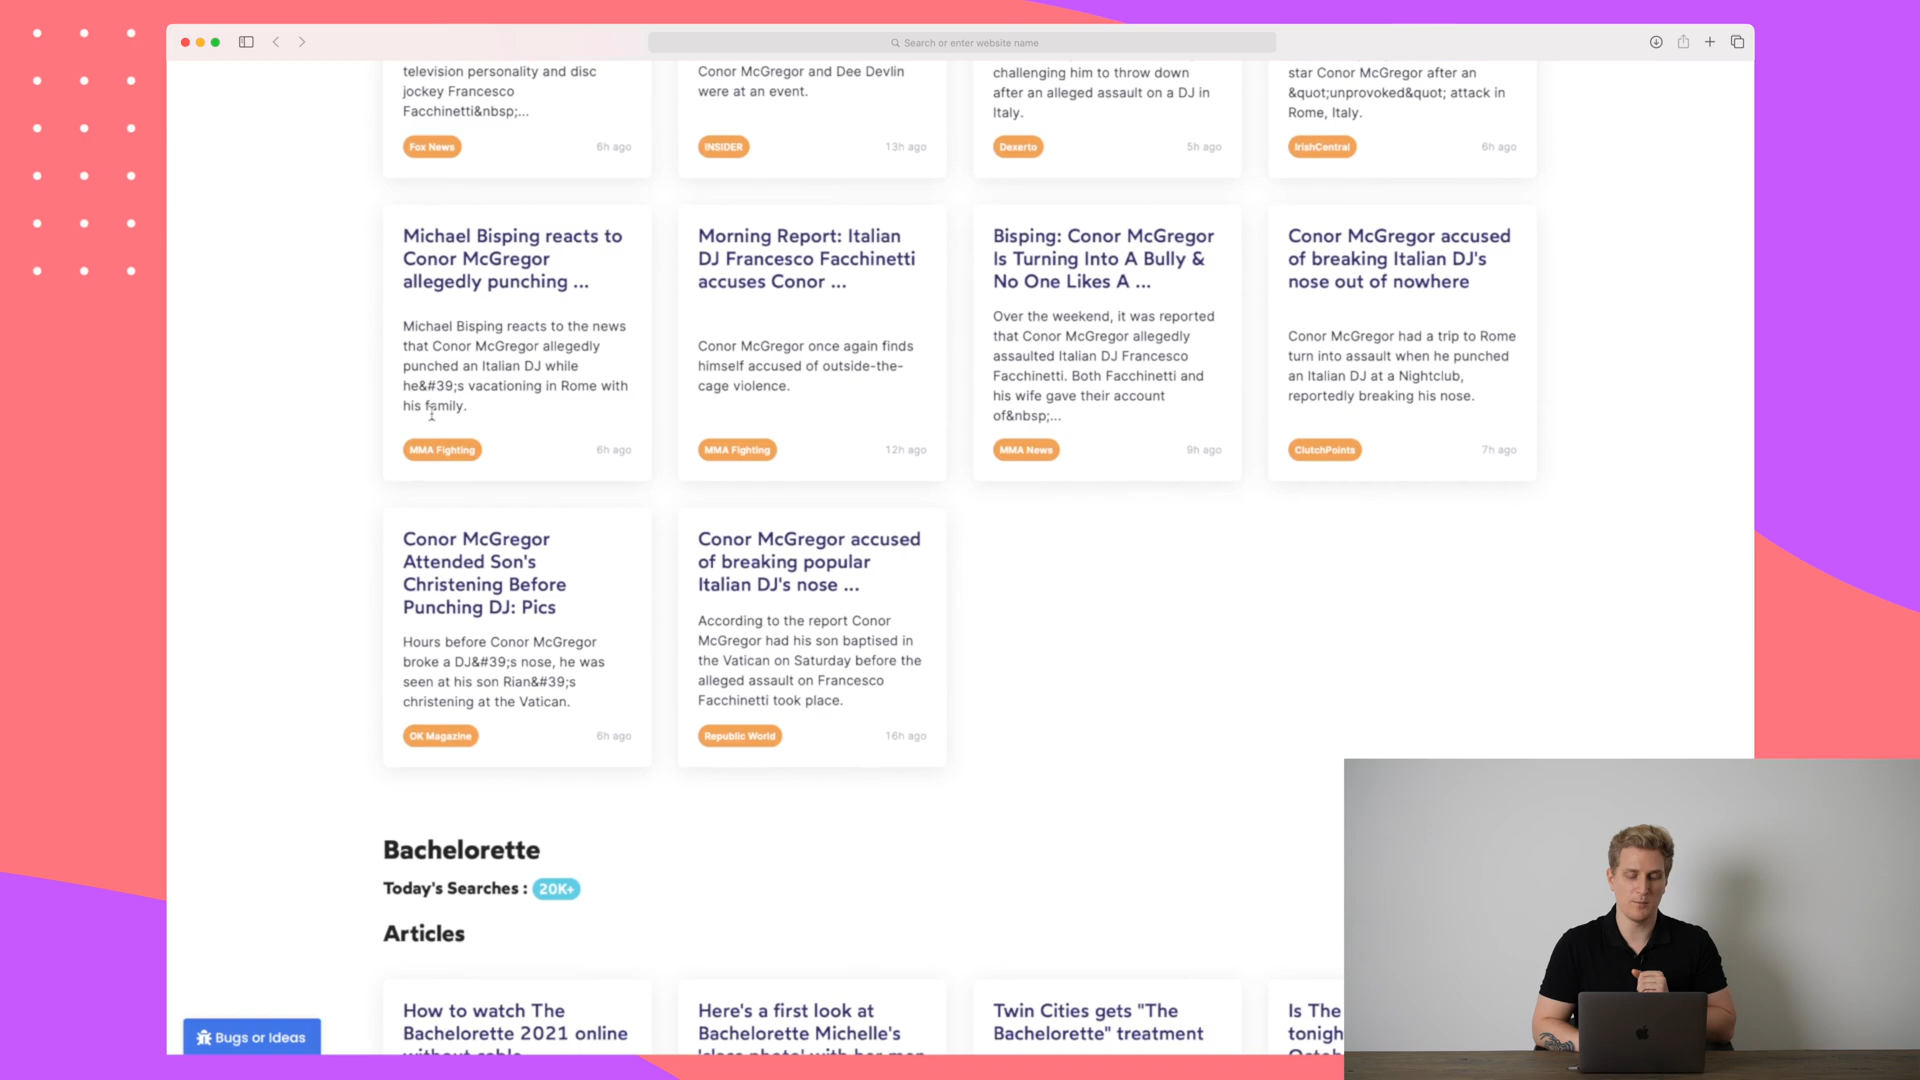 Search or enter website name
television personality and disc
jockey Francesco
Facchinetti&nbsp;...
Fox News 6h ago
Conor McGregor and Dee Devlin
were at an event.
INSIDER 13h ago
challenging him to throw down
after an alleged assault on a DJ in
Italy.
Dexerto 5h ago
star Conor McGregor after an
&quot;unprovoked&quot; attack in
Rome, Italy.
IrishCentral 6h ago
Michael Bisping reacts to
Conor McGregor
allegedly punching ...
Michael Bisping reacts to the news
that Conor McGregor allegedly
punched an Italian DJ while
he&#39;s vacationing in Rome with
his family.
MMA Fighting 6h ago
Morning Report: Italian
DJ Francesco Facchinetti
accuses Conor ...
Conor McGregor once again finds
himself accused of outside-the-
cage violence.
MMA Fighting 12h ago
Bisping: Conor McGregor
Is Turning Into A Bully &
No One Likes A ...
Over the weekend, it was reported
that Conor McGregor allegedly
assaulted Italian DJ Francesco
Facchinetti. Both Facchinetti and
his wife gave their account
of&nbsp;...
MMA News 9h ago
Conor McGregor accused
of breaking Italian DJ's
nose out of nowhere
Conor McGregor had a trip to Rome
turn into assault when he punched
an Italian DJ at a Nightclub,
reportedly breaking his nose.
ClutchPoints 7h ago
Conor McGregor
Attended Son's
Christening Before
Punching DJ: Pics
Hours before Conor McGregor
broke a DJ&#39;s nose, he was
seen at his son Rian&#39;s
christening at the Vatican.
OK Magazine 6h ago
Conor McGregor accused
of breaking popular
Italian DJ's nose ...
According to the report Conor
McGregor had his son baptised in
the Vatican on Saturday before the
alleged assault on Francesco
Facchinetti took place.
Republic World 16h ago
Bachelorette
Today's Searches : 20K+
Articles
How to watch The
Bachelorette 2021 online
without cable
Here's a first look at
Bachelorette Michelle's
'class photo' with her men
Twin Cities gets "The
Bachelorette" treatment
Is The
tonigh
Octob
Bugs or Ideas